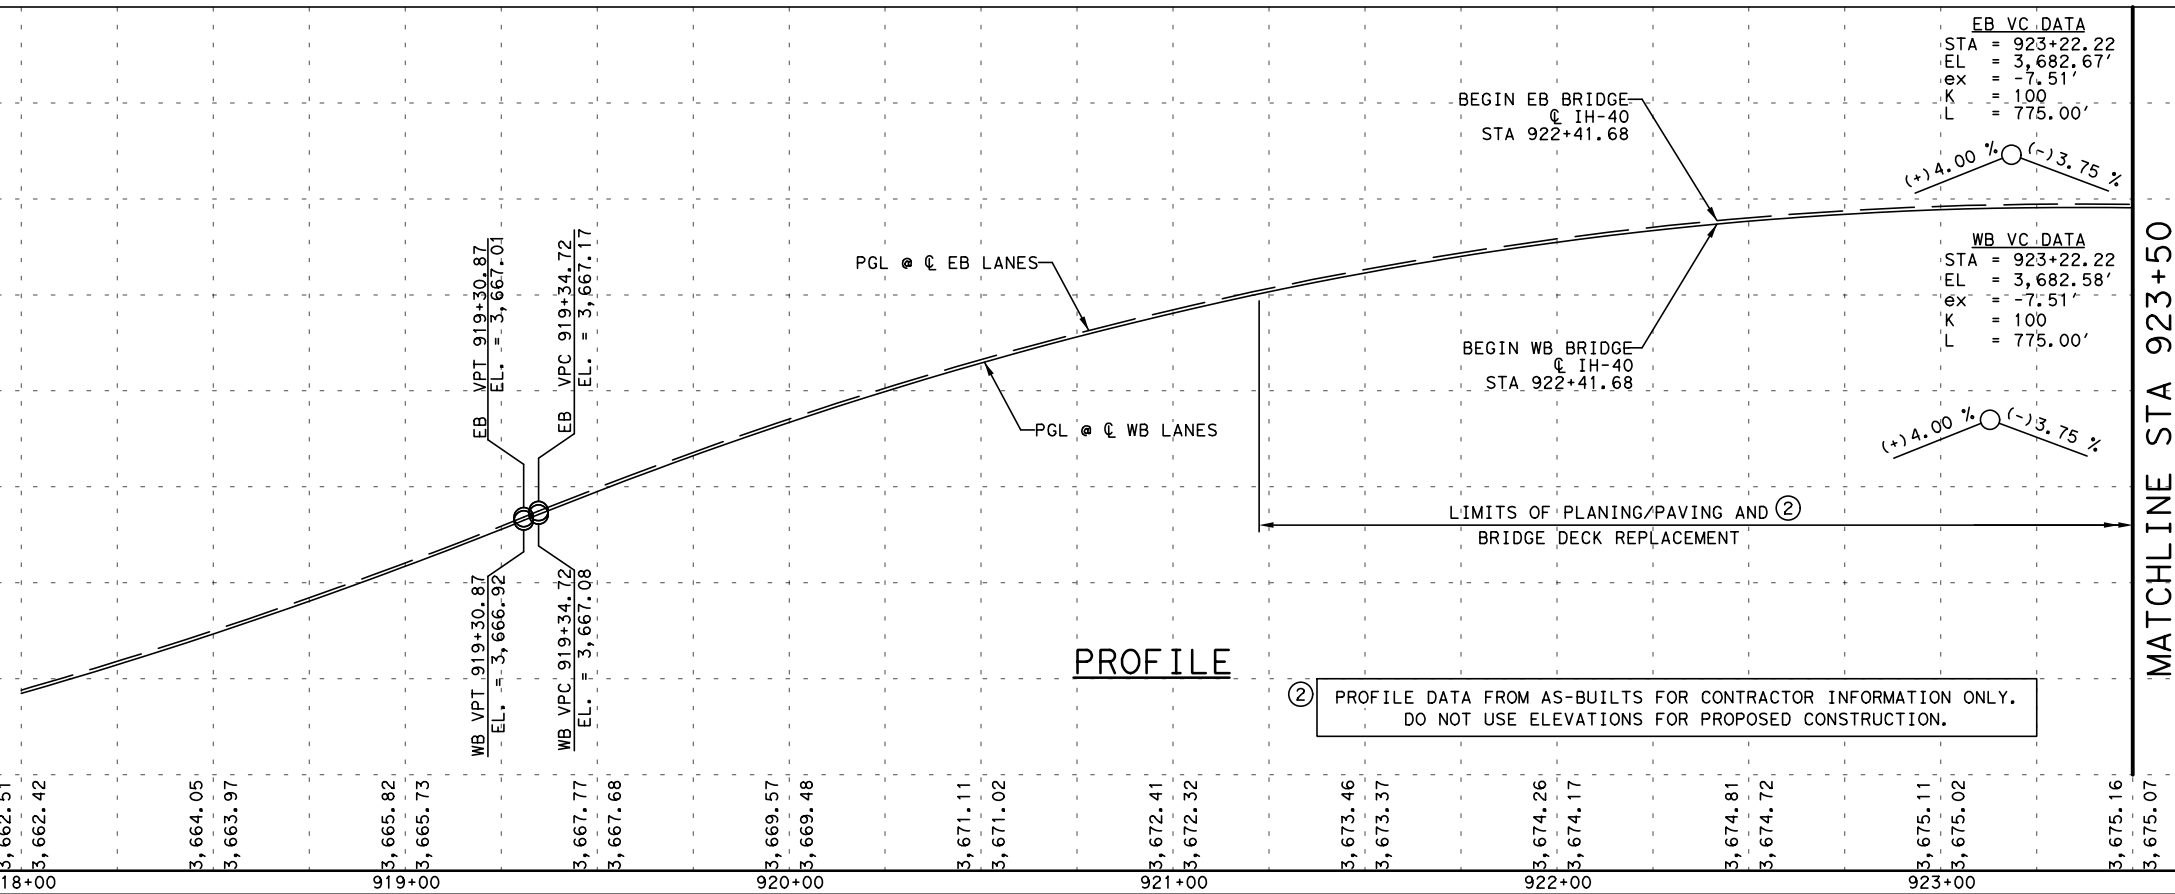 EB VC DATA
STA = 923+22.22
EL = 3,682.67'
ex = -7.51'
K = 100
L = 775.00'
(+)4.00 % (-)3.75 %
BEGIN EB BRIDGE
℄ IH-40
STA 922+41.68
WB VC DATA
STA = 923+22.22
EL = 3,682.58'
ex = -7.51'
K = 100
L = 775.00'
(+)4.00 % (-)3.75 %
BEGIN WB BRIDGE
℄ IH-40
STA 922+41.68
PGL @ ℄ EB LANES
PGL @ ℄ WB LANES
EB VPT 919+30.87
EL. = 3,667.01
EB VPC 919+34.72
EL. = 3,667.17
WB VPT 919+30.87
EL. = 3,666.92
WB VPC 919+34.72
EL. = 3,667.08
LIMITS OF PLANING/PAVING AND 2
BRIDGE DECK REPLACEMENT
MATCHLINE STA 923+50
PROFILE
2 PROFILE DATA FROM AS-BUILTS FOR CONTRACTOR INFORMATION ONLY.
DO NOT USE ELEVATIONS FOR PROPOSED CONSTRUCTION.
3,662.51
3,662.42
3,664.05
3,663.97
3,665.82
3,665.73
3,667.77
3,667.68
3,669.57
3,669.48
3,671.11
3,671.02
3,672.41
3,672.32
3,673.46
3,673.37
3,674.26
3,674.17
3,674.81
3,674.72
3,675.11
3,675.02
3,675.16
3,675.07
18+00 919+00 920+00 921+00 922+00 923+00